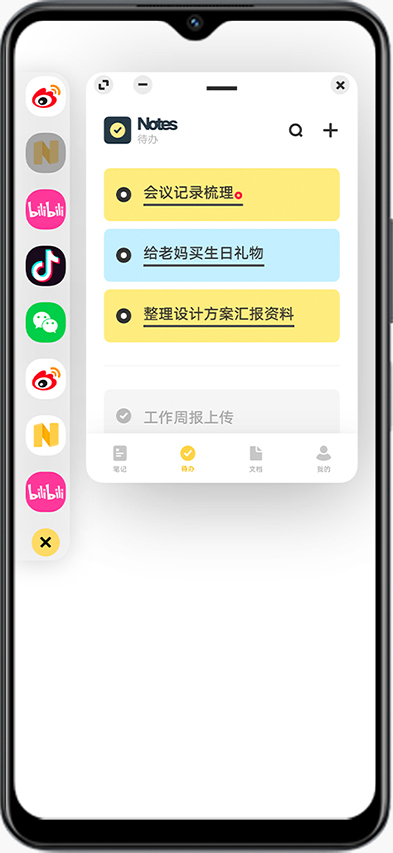 Notes
待办
会议记录梳理
给老妈买生日礼物
整理设计方案汇报资料
工作周报上传
笔记
待办
文档
我的
bilibili
bilibili